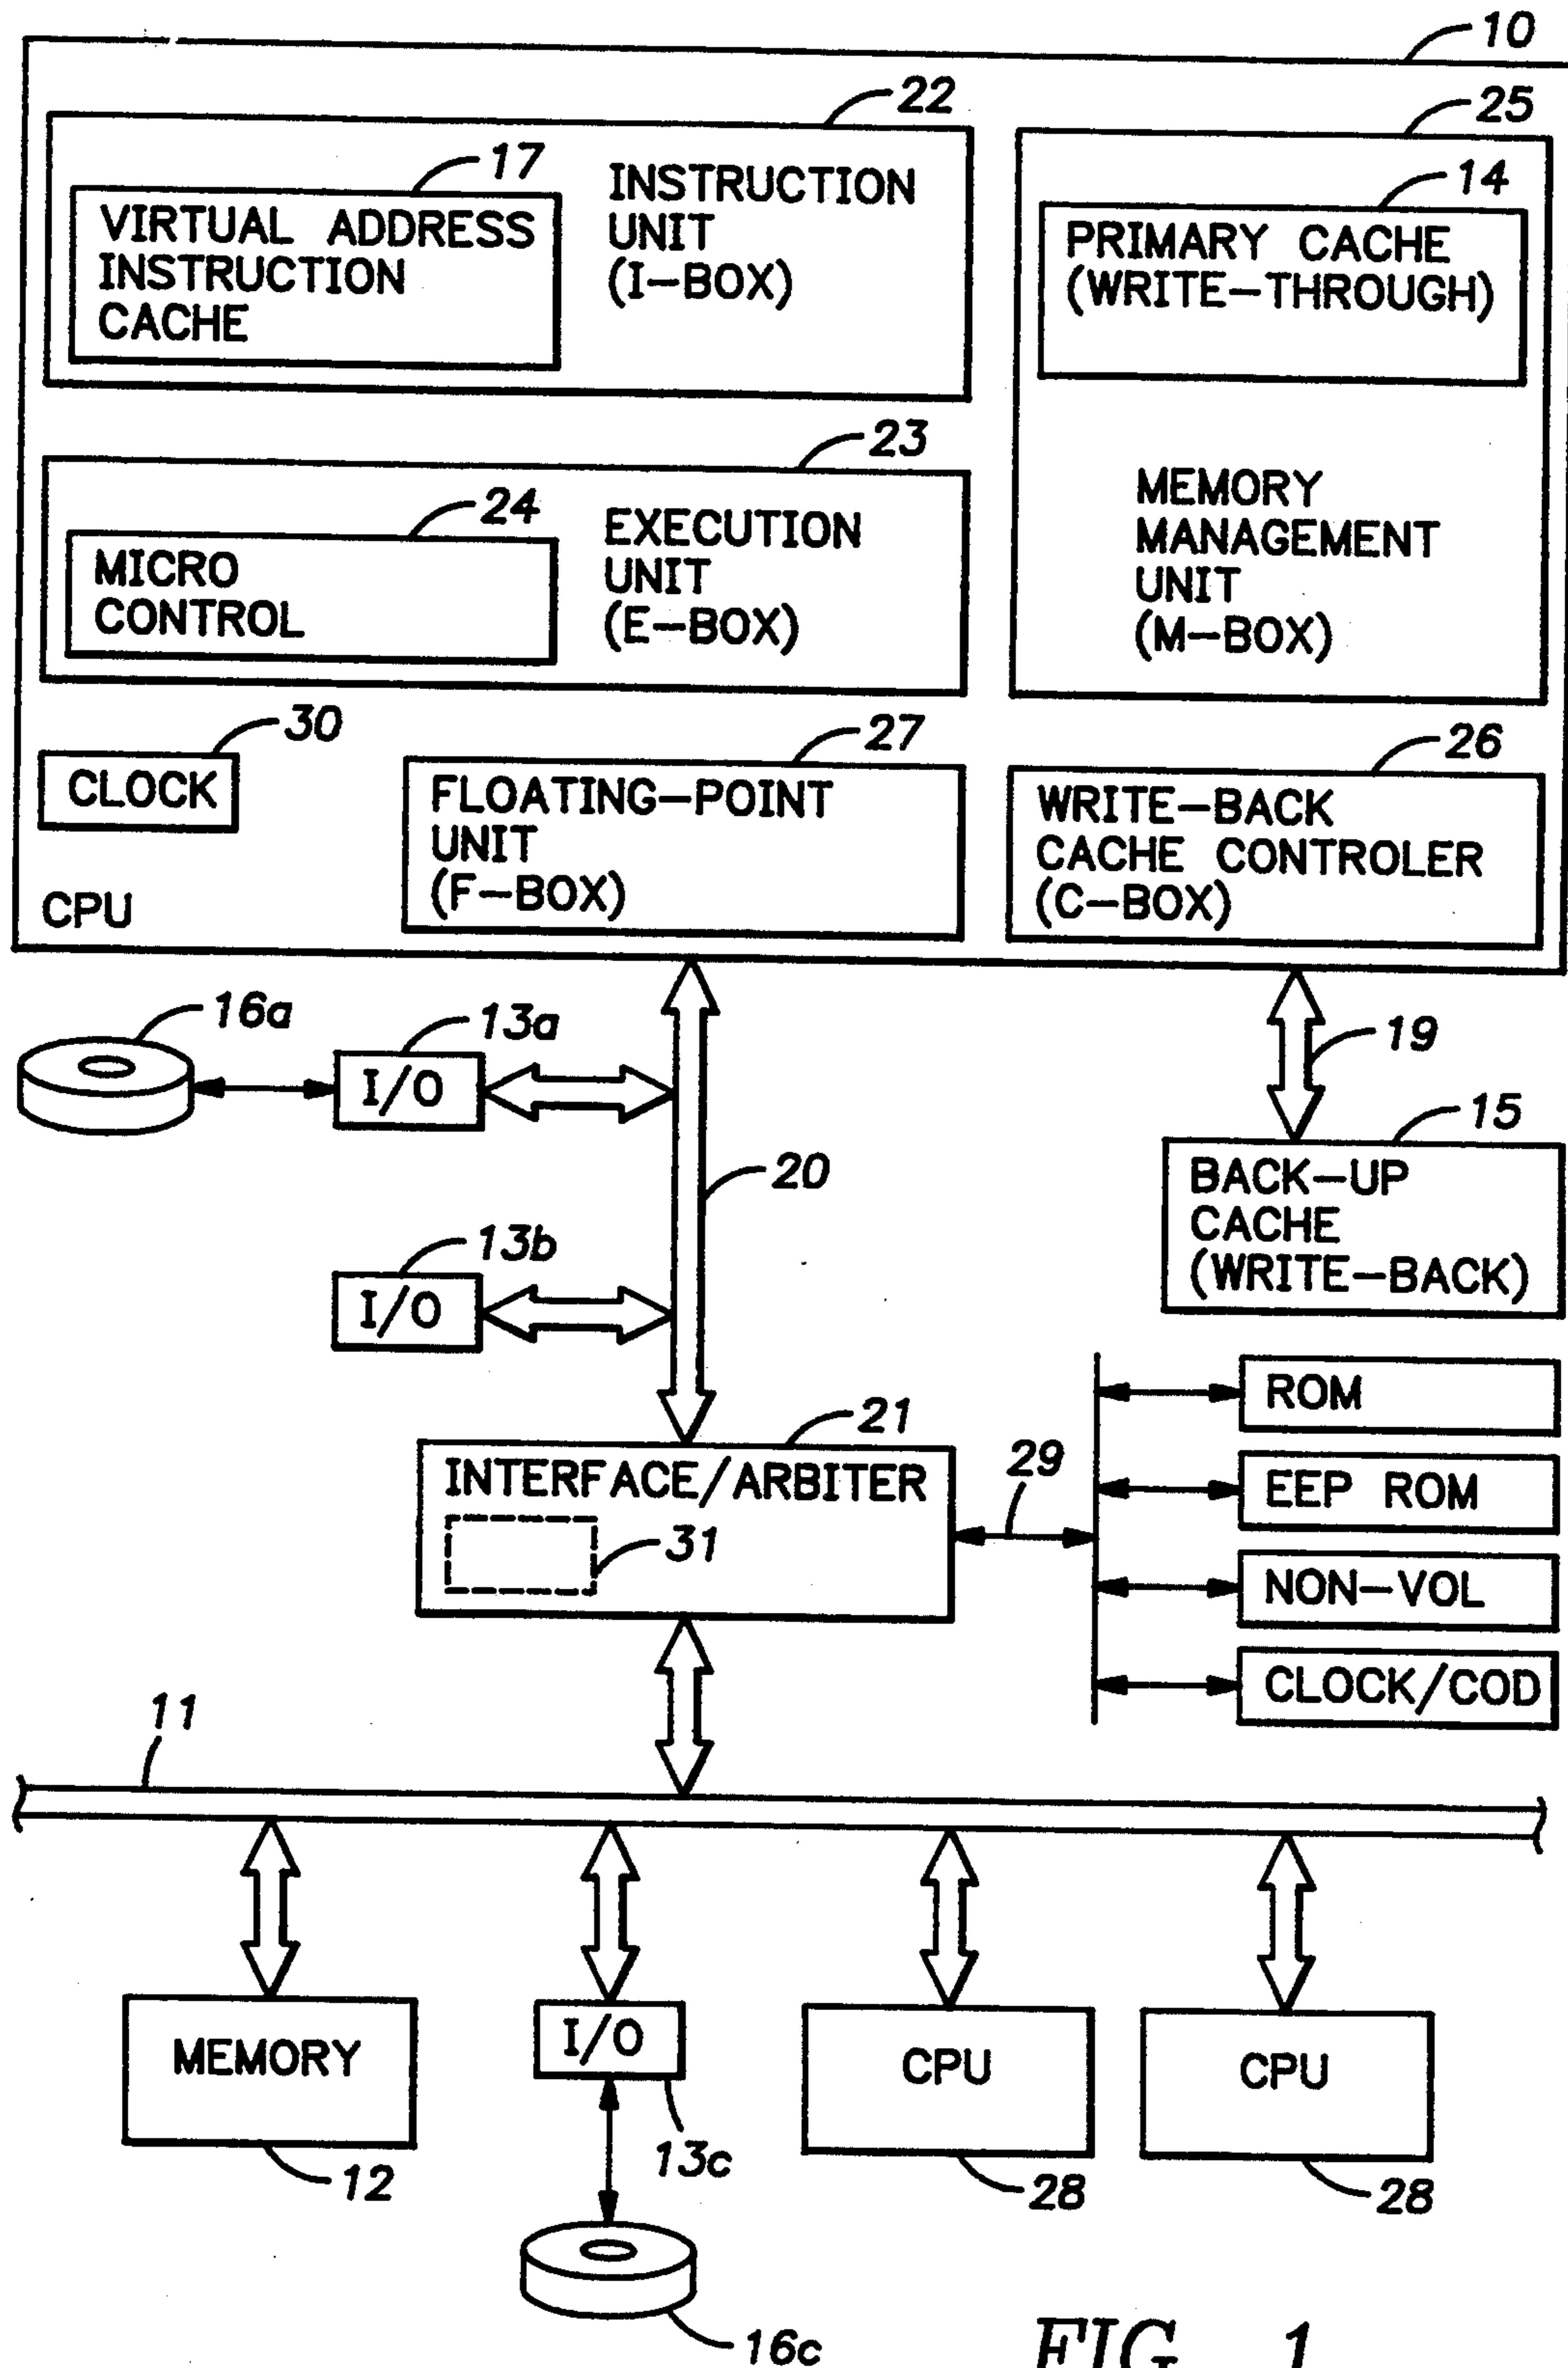 10
22
25
17
INSTRUCTION
UNIT
(I-BOX)
VIRTUAL ADDRESS
INSTRUCTION
CACHE
14
PRIMARY CACHE
(WRITE-THROUGH)
MEMORY
MANAGEMENT
UNIT
(M-BOX)
23
24
EXECUTION
UNIT
(E-BOX)
MICRO
CONTROL
30
CLOCK
27
FLOATING-POINT
UNIT
(F-BOX)
26
WRITE-BACK
CACHE CONTROLER
(C-BOX)
CPU
16a
13a
I/O
19
20
15
BACK-UP
CACHE
(WRITE-BACK)
13b
I/O
21
INTERFACE/ARBITER
31
29
ROM
EEP ROM
NON-VOL
CLOCK/COD
11
MEMORY
12
I/O
13c
CPU
28
CPU
28
16c
FIG. 1